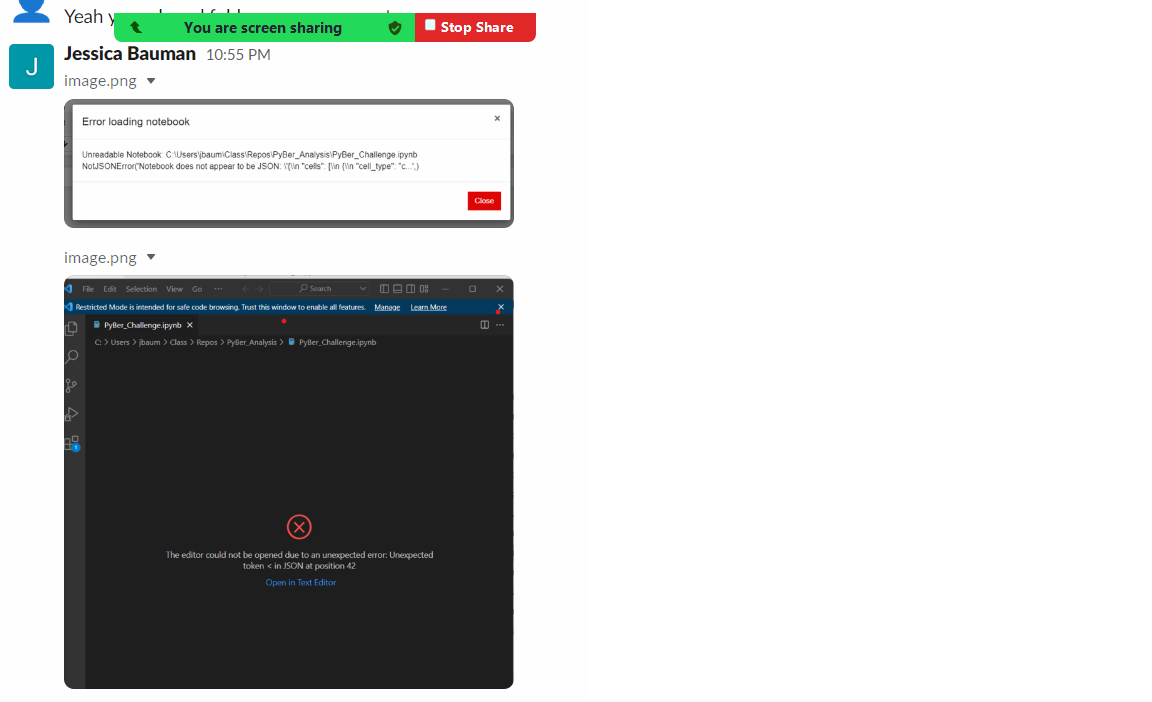 Yeah
You are screen sharing
Stop Share
J
Jessica Bauman 10:55 PM
image.png
Error loading notebook ×
Unreadable Notebook: C:\Users\jbaum\Class\Repos\PyBer_Analysis\PyBer_Challenge.ipynb
NotJSONError('Notebook does not appear to be JSON: \'{\\n "cells": [\\n {\\n "cell_type": "c...',)
Close
image.png
File Edit Selection View Go ··· Search
Restricted Mode is intended for safe code browsing. Trust this window to enable all features. Manage Learn More
PyBer_Challenge.ipynb
C: > Users > jbaum > Class > Repos > PyBer_Analysis > PyBer_Challenge.ipynb
1
The editor could not be opened due to an unexpected error: Unexpected
token < in JSON at position 42
Open in Text Editor